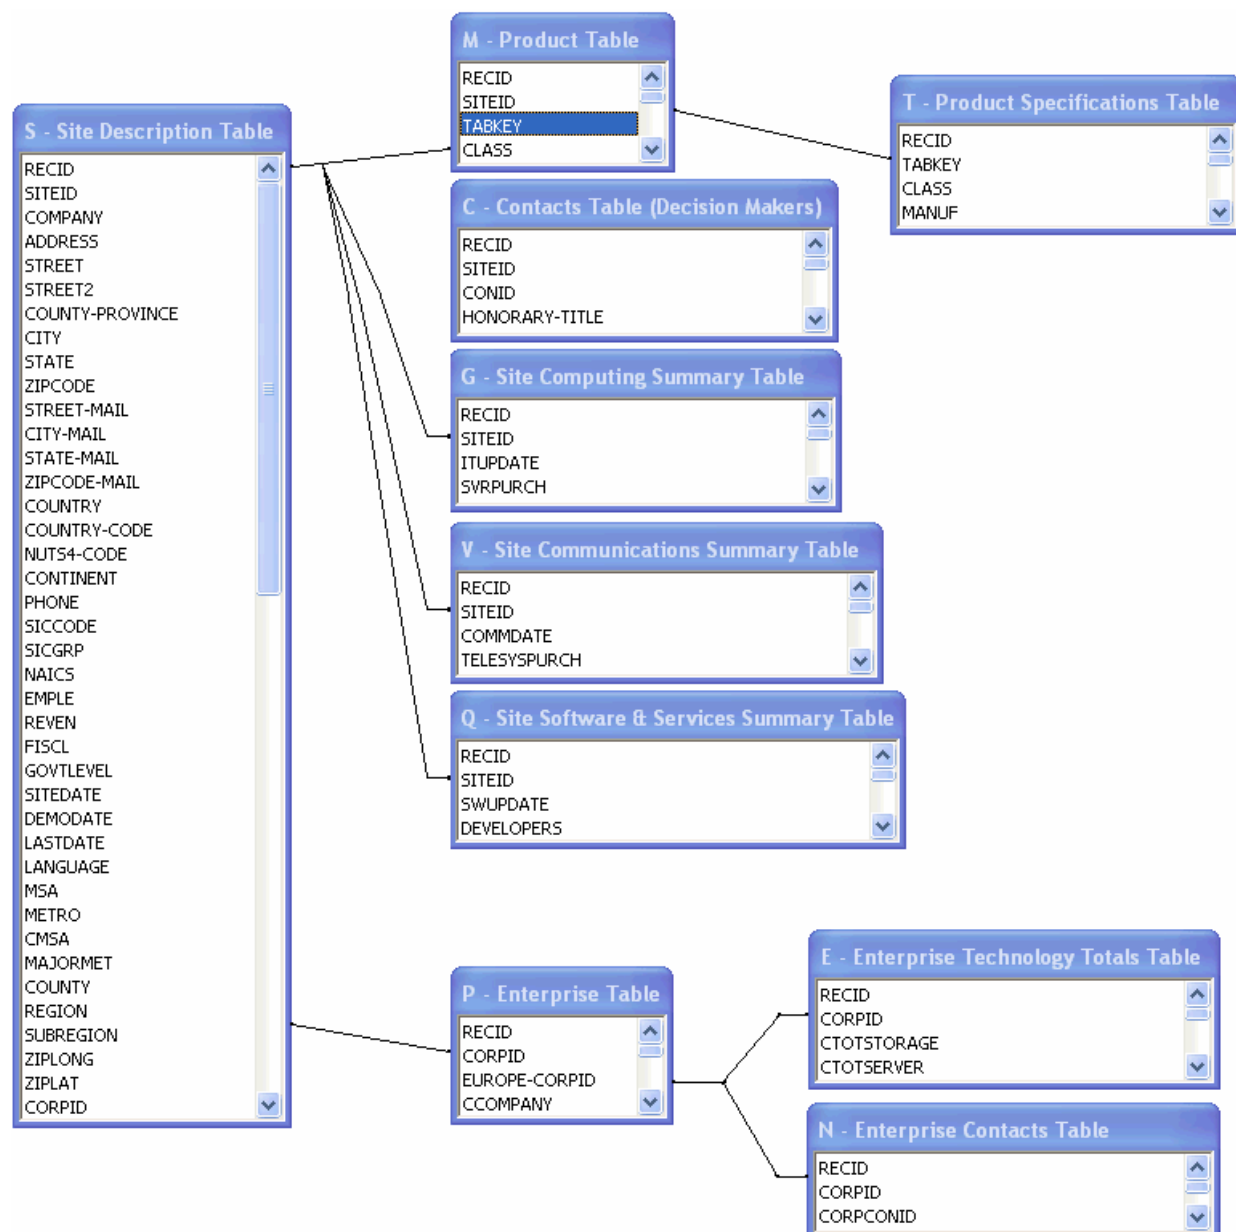 S - Site Description Table
RECID
SITEID
COMPANY
ADDRESS
STREET
STREET2
COUNTY-PROVINCE
CITY
STATE
ZIPCODE
STREET-MAIL
CITY-MAIL
STATE-MAIL
ZIPCODE-MAIL
COUNTRY
COUNTRY-CODE
NUTS4-CODE
CONTINENT
PHONE
SICCODE
SICGRP
NAICS
EMPLE
REVEN
FISCL
GOVTLEVEL
SITEDATE
DEMODATE
LASTDATE
LANGUAGE
MSA
METRO
CMSA
MAJORMET
COUNTY
REGION
SUBREGION
ZIPLONG
ZIPLAT
CORPID
M - Product Table
RECID
SITEID
TABKEY
CLASS
T - Product Specifications Table
RECID
TABKEY
CLASS
MANUF
C - Contacts Table (Decision Makers)
RECID
SITEID
CONID
HONORARY-TITLE
G - Site Computing Summary Table
RECID
SITEID
ITUPDATE
SVRPURCH
V - Site Communications Summary Table
RECID
SITEID
COMMDATE
TELESYSPURCH
Q - Site Software & Services Summary Table
RECID
SITEID
SWUPDATE
DEVELOPERS
P - Enterprise Table
RECID
CORPID
EUROPE-CORPID
CCOMPANY
E - Enterprise Technology Totals Table
RECID
CORPID
CTOTSTORAGE
CTOTSERVER
N - Enterprise Contacts Table
RECID
CORPID
CORPCONID